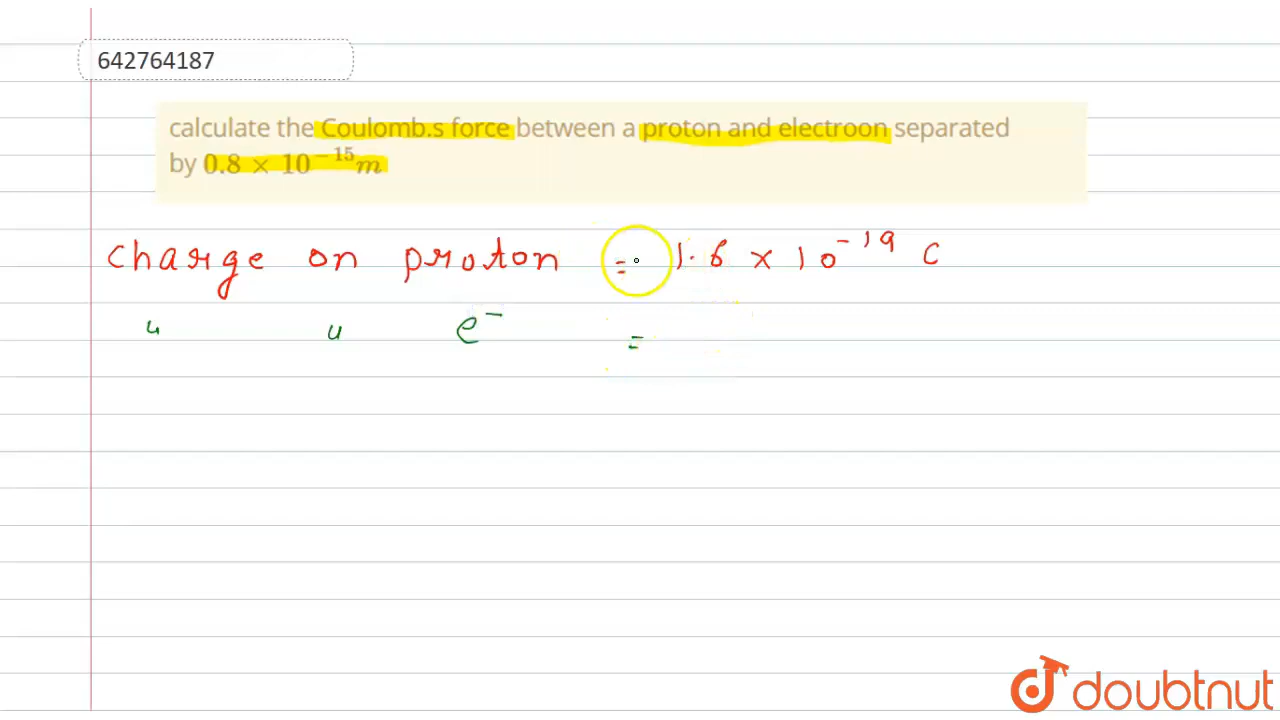 642764187
calculate the Coulomb.s force between a proton and electroon separated
by 0.8 × 10⁻¹⁵m
charge on proton = 1.6 × 10⁻¹⁹ C
" " e⁻ =
doubtnut